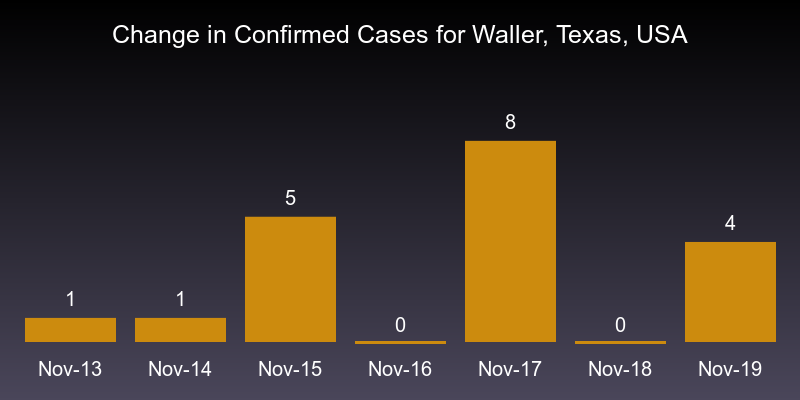 Change in Confirmed Cases for Waller, Texas, USA
1 1 5 0 8 0 4
Nov-13 Nov-14 Nov-15 Nov-16 Nov-17 Nov-18 Nov-19